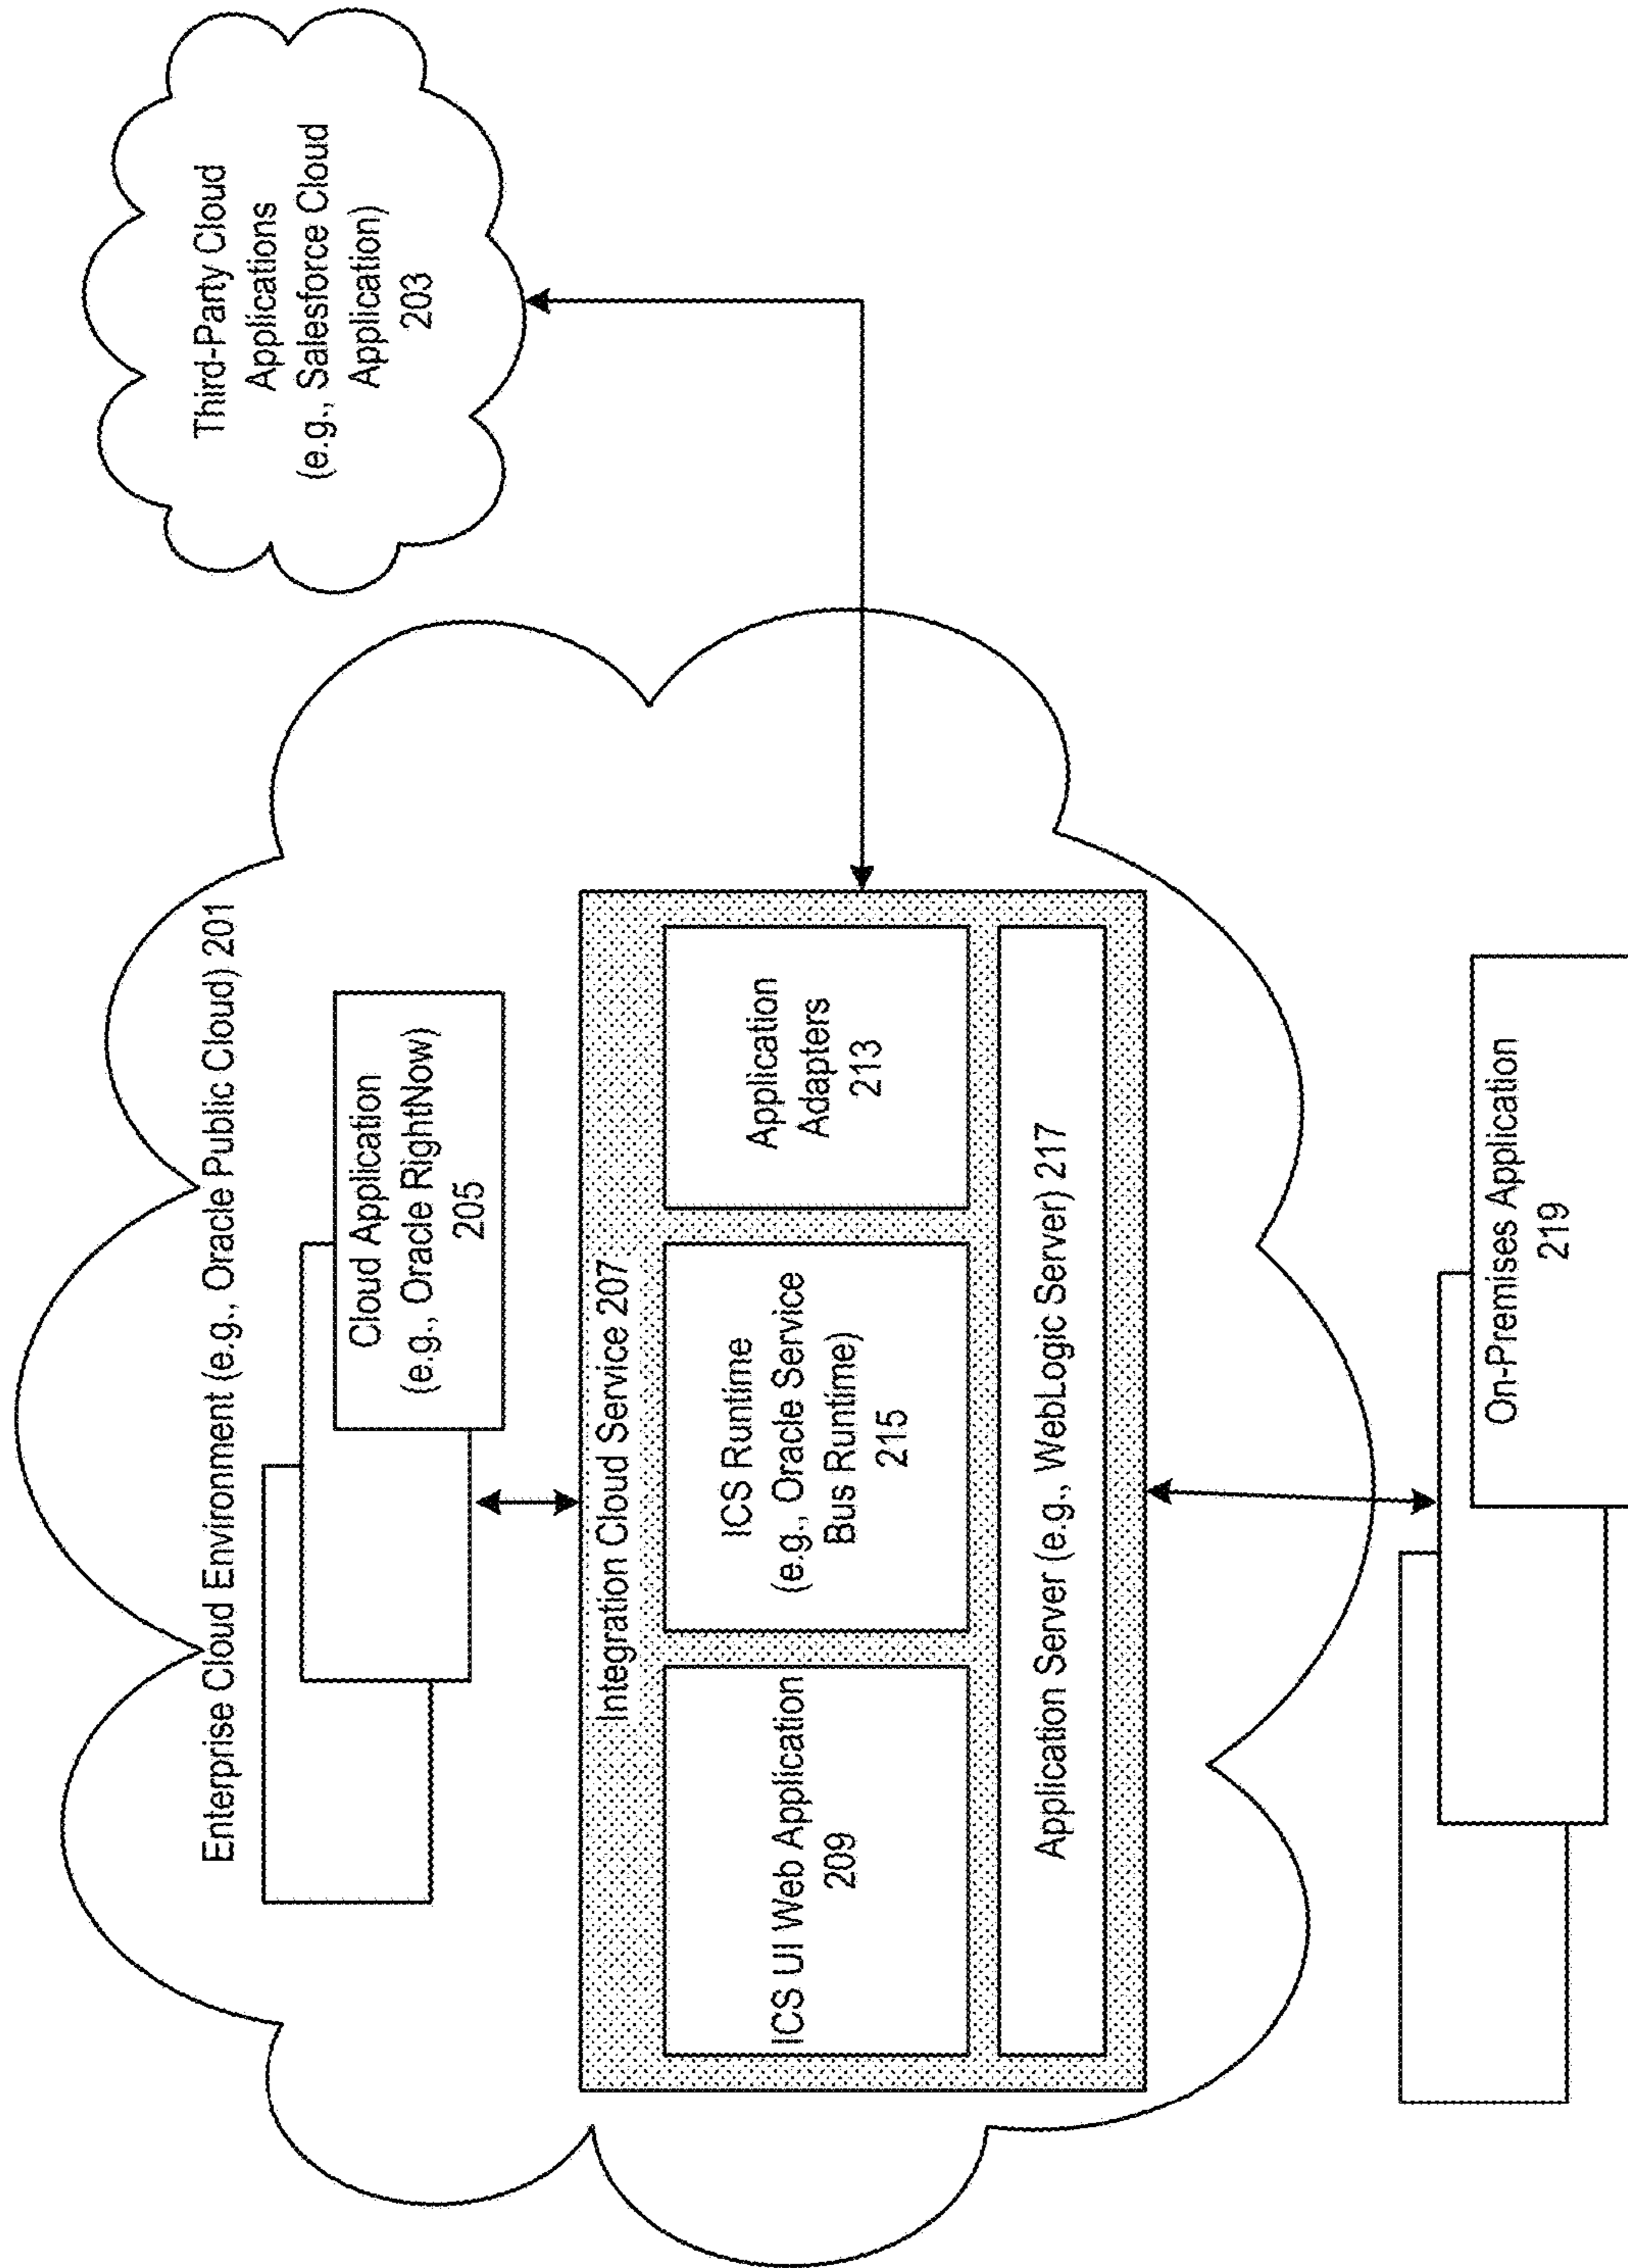 Third-Party Cloud
Applications
(e.g., Salesforce Cloud
Application)
203
Enterprise Cloud Environment (e.g., Oracle Public Cloud) 201
Cloud Application
(e.g., Oracle RightNow)
205
Integration Cloud Service 207
ICS UI Web Application
209
ICS Runtime
(e.g., Oracle Service
Bus Runtime)
215
Application
Adapters
213
Application Server (e.g., WebLogic Server) 217
On-Premises Application
219